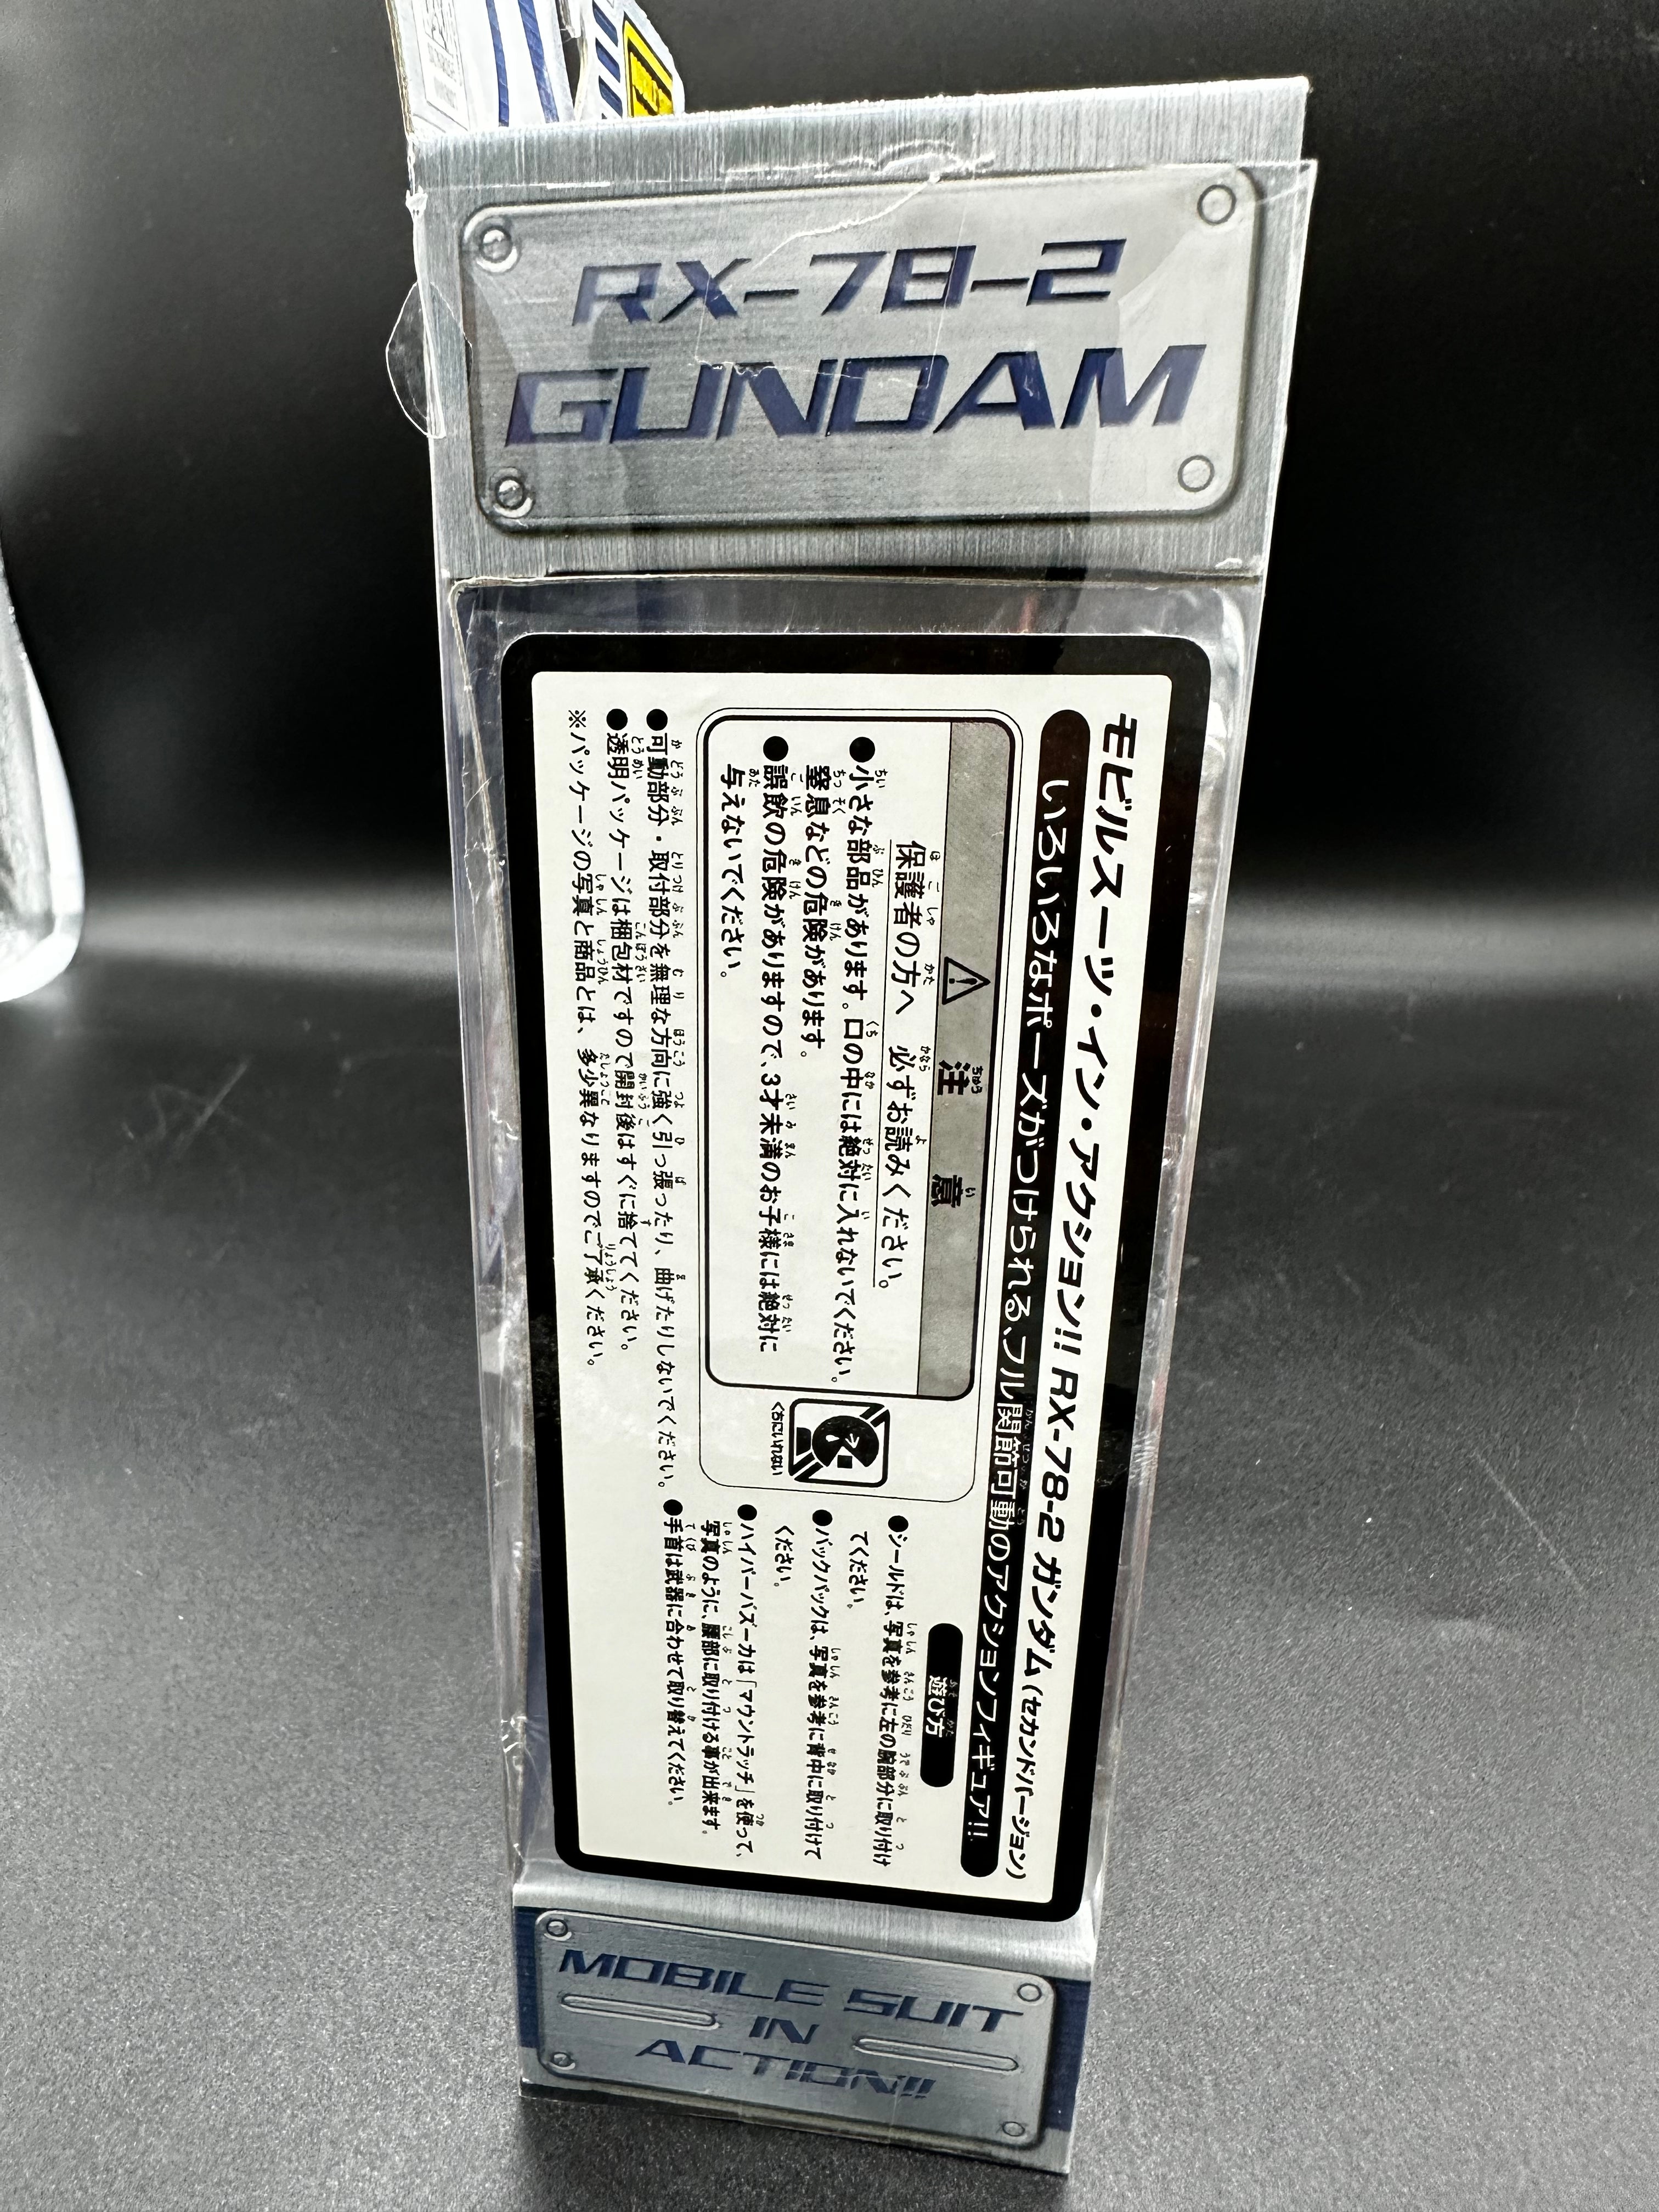 RX-78-2
GUNDAM
モビルスーツ・イン・アクション!! RX-78-2 ガンダム(セカンドバージョン)
いろいろなポーズがつけられる、フル関節可動のアクションフィギュア!!
注意
保護者の方へ 必ずお読みください。
●小さな部品があります。口の中には絶対に入れないでください。
窒息などの危険があります。
●誤飲の危険がありますので、3才未満のお子様には絶対に
与えないでください。
くちにいれない
●可動部分・取付部分を無理な方向に強く引っ張ったり、曲げたりしないでください。
●透明パッケージは梱包材ですので開封後はすぐに捨ててください。
※パッケージの写真と商品とは、多少異なりますのでご了承ください。
遊び方
●シールドは、写真を参考に左の腕部分に取り付け
てください。
●バックパックは、写真を参考に背中に取り付けて
ください。
●ハイパーバズーカは「マウントラッチ」を使って、
写真のように、腰部に取り付ける事が出来ます。
●手首は武器に合わせて取り替えてください。
MOBILE SUIT
IN
ACTION!!